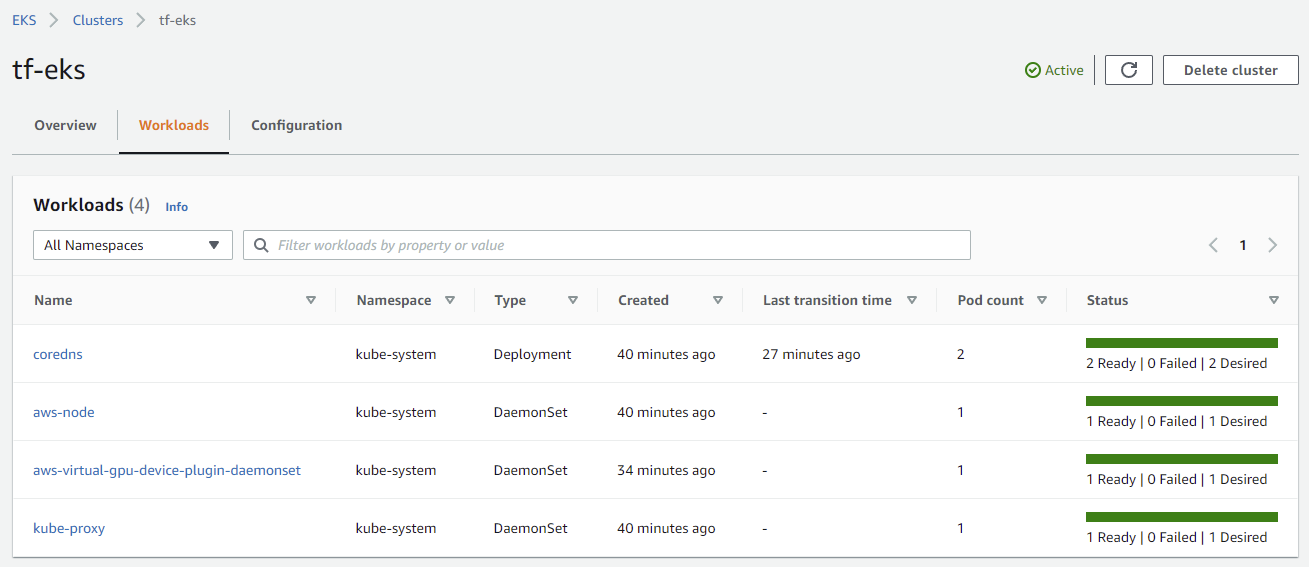 EKS Clusters tf-eks
tf-eks
Active Delete cluster
Overview Workloads Configuration
Workloads (4) Info
All Namespaces Filter workloads by property or value 1
Name Namespace Type Created Last transition time Pod count Status
coredns kube-system Deployment 40 minutes ago 27 minutes ago 2 2 Ready | 0 Failed | 2 Desired
aws-node kube-system DaemonSet 40 minutes ago - 1 1 Ready | 0 Failed | 1 Desired
aws-virtual-gpu-device-plugin-daemonset kube-system DaemonSet 34 minutes ago - 1 1 Ready | 0 Failed | 1 Desired
kube-proxy kube-system DaemonSet 40 minutes ago - 1 1 Ready | 0 Failed | 1 Desired